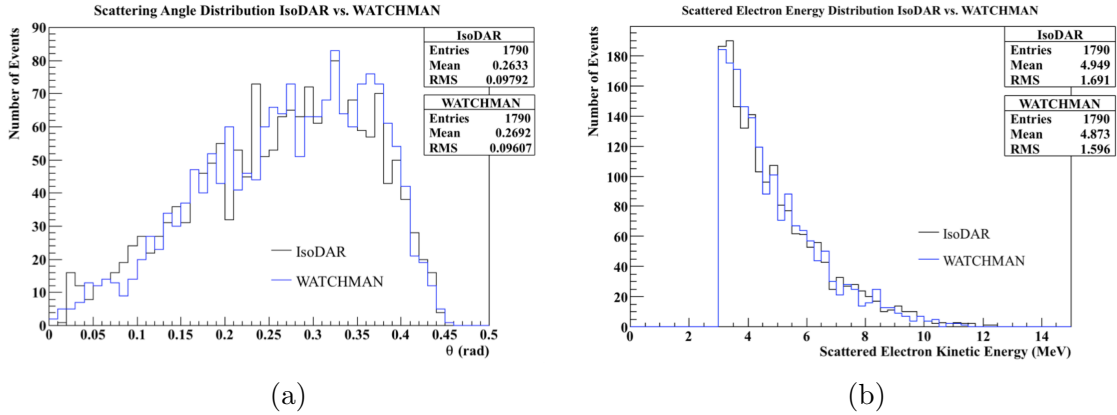 Scattering Angle Distribution IsoDAR vs. WATCHMAN
Number of Events
90
80
70
60
50
40
30
20
10
0
0 0.05 0.1 0.15 0.2 0.25 0.3 0.35 0.4 0.45 0.5
θ (rad)
IsoDAR
Entries 1790
Mean 0.2633
RMS 0.09792
WATCHMAN
Entries 1790
Mean 0.2692
RMS 0.09607
IsoDAR
WATCHMAN
(a)
Scattered Electron Energy Distribution IsoDAR vs. WATCHMAN
Number of Events
180
160
140
120
100
80
60
40
20
0
0 2 4 6 8 10 12 14
Scattered Electron Kinetic Energy (MeV)
IsoDAR
Entries 1790
Mean 4.949
RMS 1.691
WATCHMAN
Entries 1790
Mean 4.873
RMS 1.596
IsoDAR
WATCHMAN
(b)